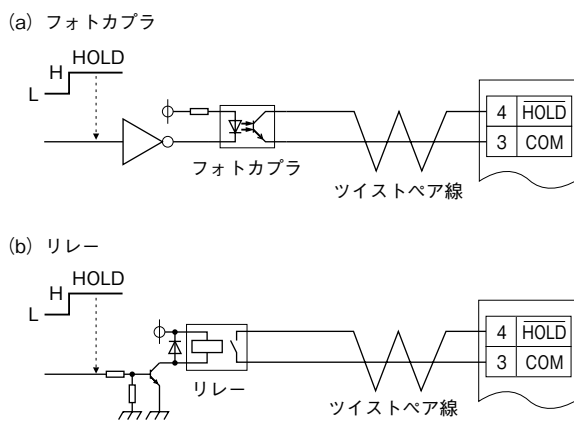 (a) フォトカプラ
HOLD
H
L
フォトカプラ
ツイストペア線
4 HOLD
3 COM
(b) リレー
HOLD
H
L
リレー
ツイストペア線
4 HOLD
3 COM